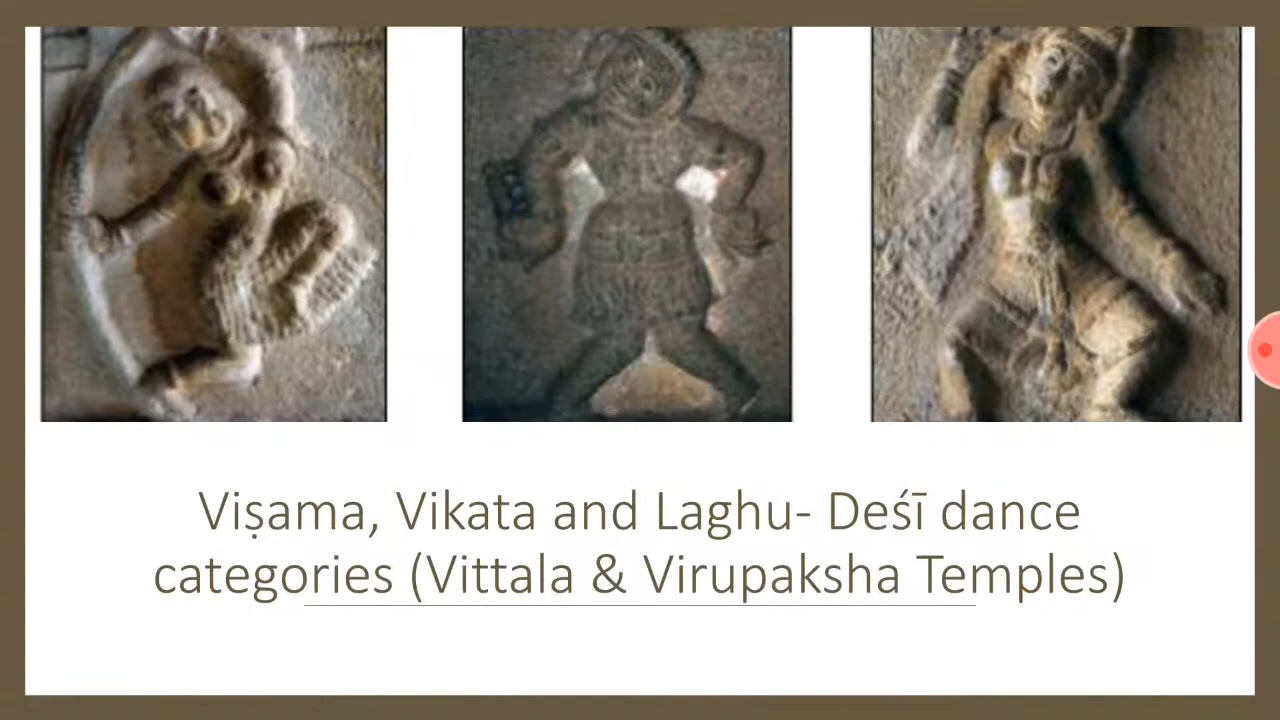 Viṣama, Vikata and Laghu- Deśī dance
categories (Vittala & Virupaksha Temples)